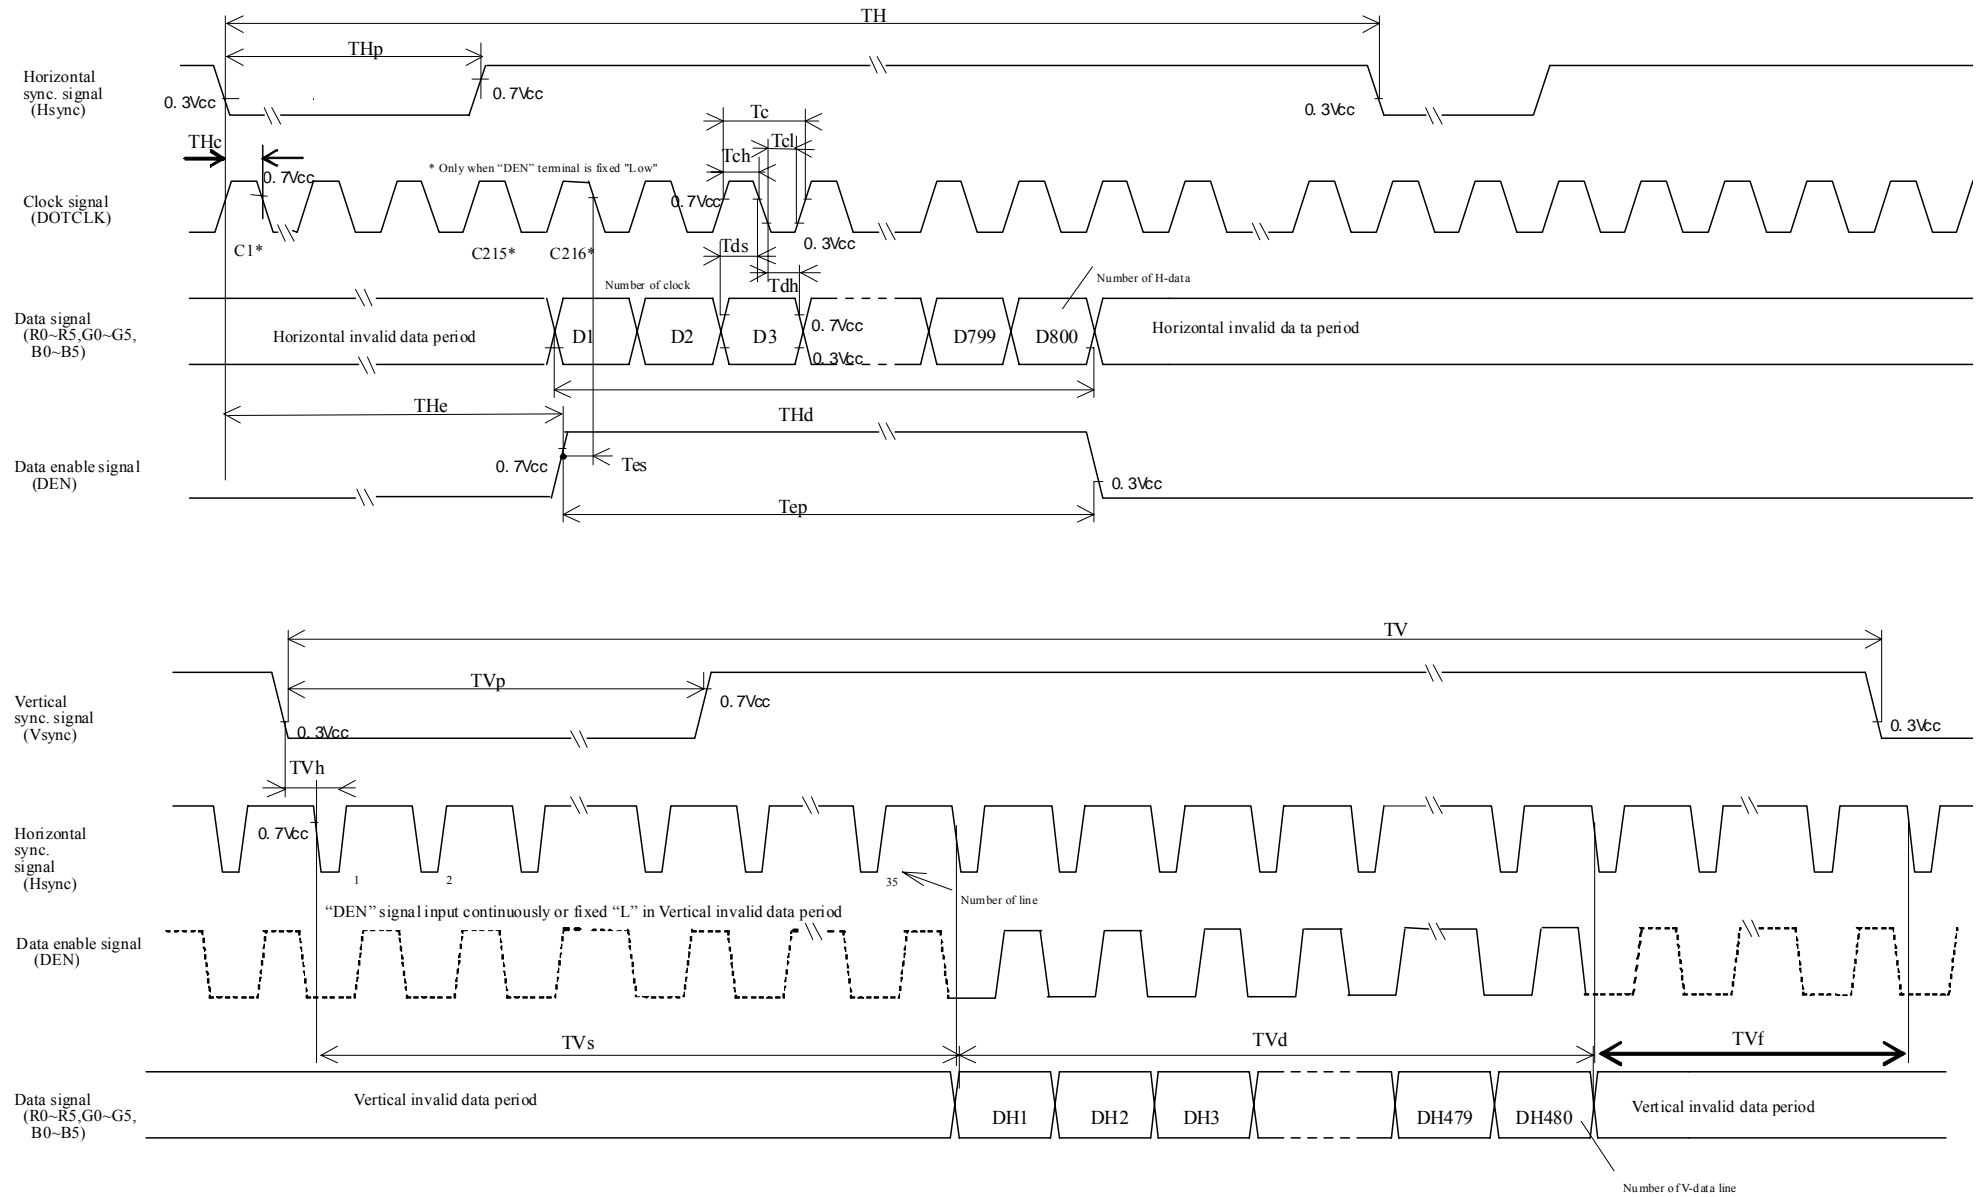 TH
THp
Horizontal
sync. signal
(Hsync)
0. 3Vcc
0. 7Vcc
0. 3Vcc
THc
Tc
Tcl
Tch
* Only when “DEN” terminal is fixed "Low"
0. 7Vcc
0. 7Vcc
Clock signal
(DOTCLK)
0. 3Vcc
C1*
C215*
C216*
Tds
Tdh
Number of clock
Number of H-data
Data signal
(R0~R5,G0~G5,
B0~B5)
Horizontal invalid data period
D1
D2
D3
0. 7Vcc
0. 3Vcc
D799
D800
Horizontal invalid da ta period
THe
THd
Data enable signal
(DEN)
0. 7Vcc
Tes
0. 3Vcc
Tep
TV
TVp
Vertical
sync. signal
(Vsync)
0. 3Vcc
0. 7Vcc
0. 3Vcc
TVh
Horizontal
sync.
signal
(Hsync)
0. 7Vcc
1
2
35
Number of line
“DEN” signal input continuously or fixed “L” in Vertical invalid data period
Data enable signal
(DEN)
TVs
TVd
TVf
Data signal
(R0~R5,G0~G5,
B0~B5)
Vertical invalid data period
DH1
DH2
DH3
DH479
DH480
Vertical invalid data period
Number of V-data line